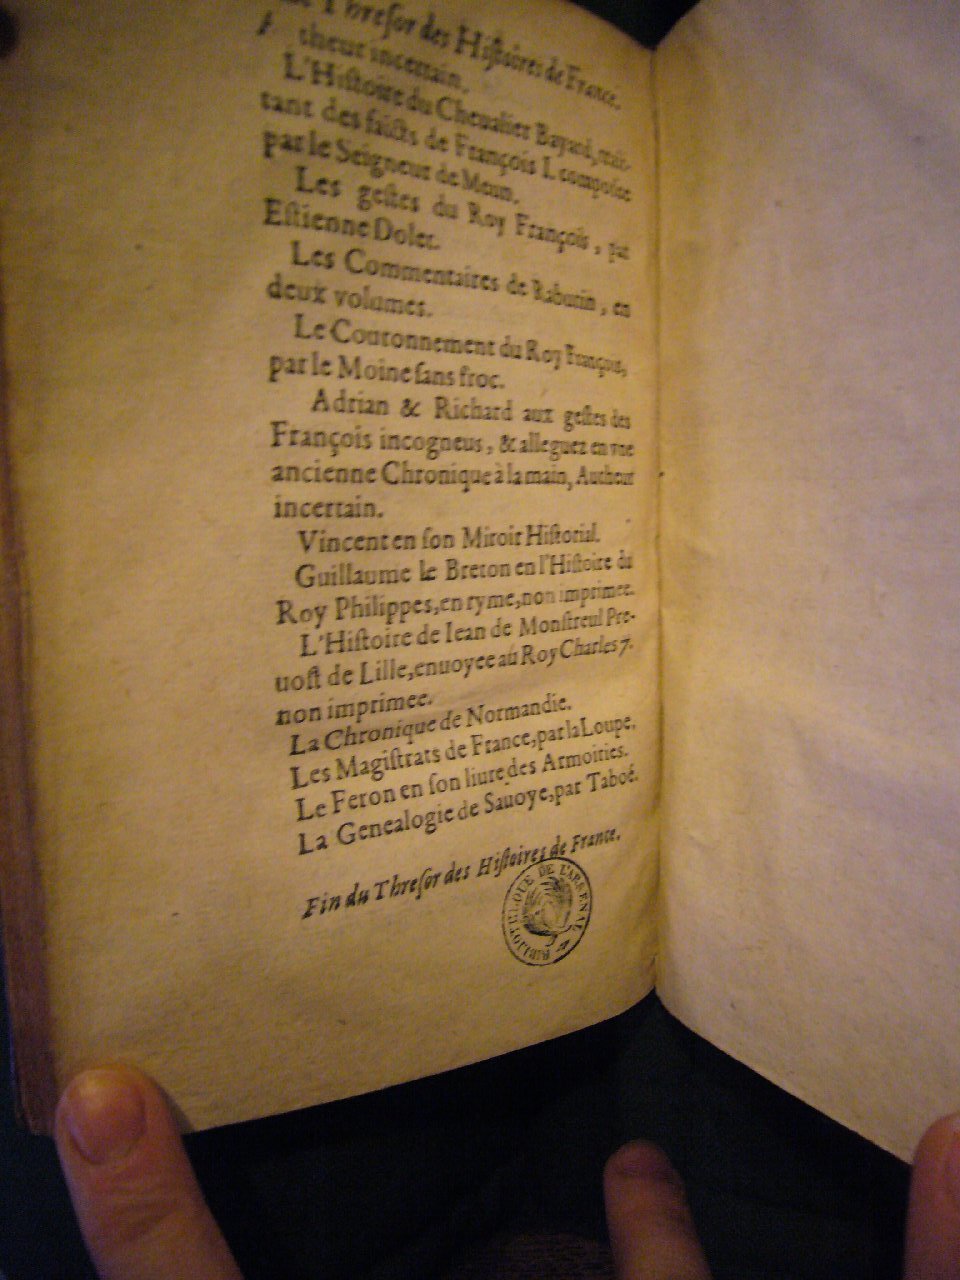 Thresor des Histoires de France.
theur incertain.
L'Histoire du Cheualier Bayard, trait-
tant des faicts de François I. composee
par le Seigneur de Meun.
Les gestes du Roy François, par
Estienne Dolet.
Les Commentaires de Rabutin, en
deux volumes.
Le Couronnement du Roy François,
par le Moine sans froc.
Adrian & Richard aux gestes des
François incogneus, & alleguez en vne
ancienne Chronique à la main, Autheur
incertain.
Vincent en son Miroir Historial.
Guillaume le Breton en l'Histoire du
Roy Philippes, en ryme, non imprimee.
L'Histoire de Iean de Monstreul Pre-
uost de Lille, enuoyee au Roy Charles 7.
non imprimee.
La Chronique de Normandie.
Les Magistrats de France, par la Loupe.
Le Feron en son liure des Armoiries.
La Genealogie de Sauoye, par Taboé.
Fin du Thresor des Histoires de France.
BIBLIOTHEQUE DE L'ARSENAL